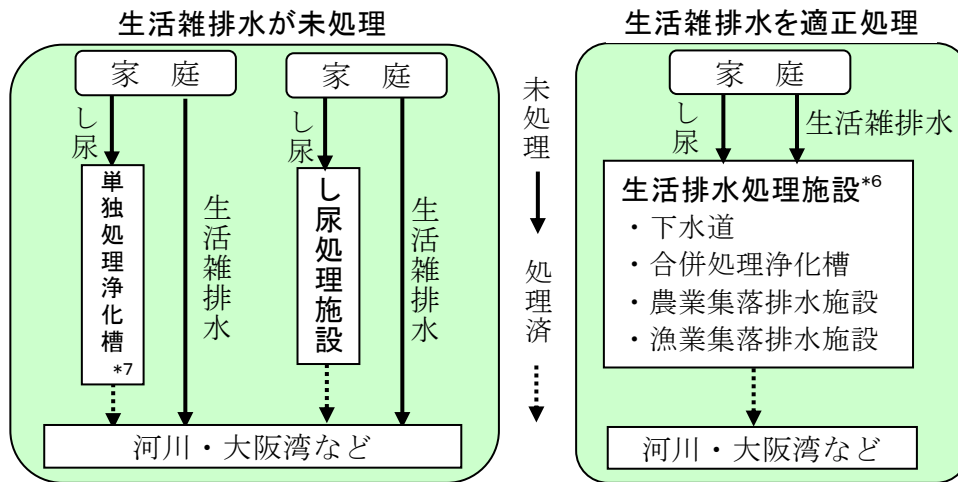 生活雑排水が未処理
家　庭
し尿
単独処理浄化槽
*7
生活雑排水
家　庭
し尿
し尿処理施設
生活雑排水
河川・大阪湾など
未処理
処理済
生活雑排水を適正処理
家　庭
し尿
生活雑排水
生活排水処理施設*6
・下水道
・合併処理浄化槽
・農業集落排水施設
・漁業集落排水施設
河川・大阪湾など